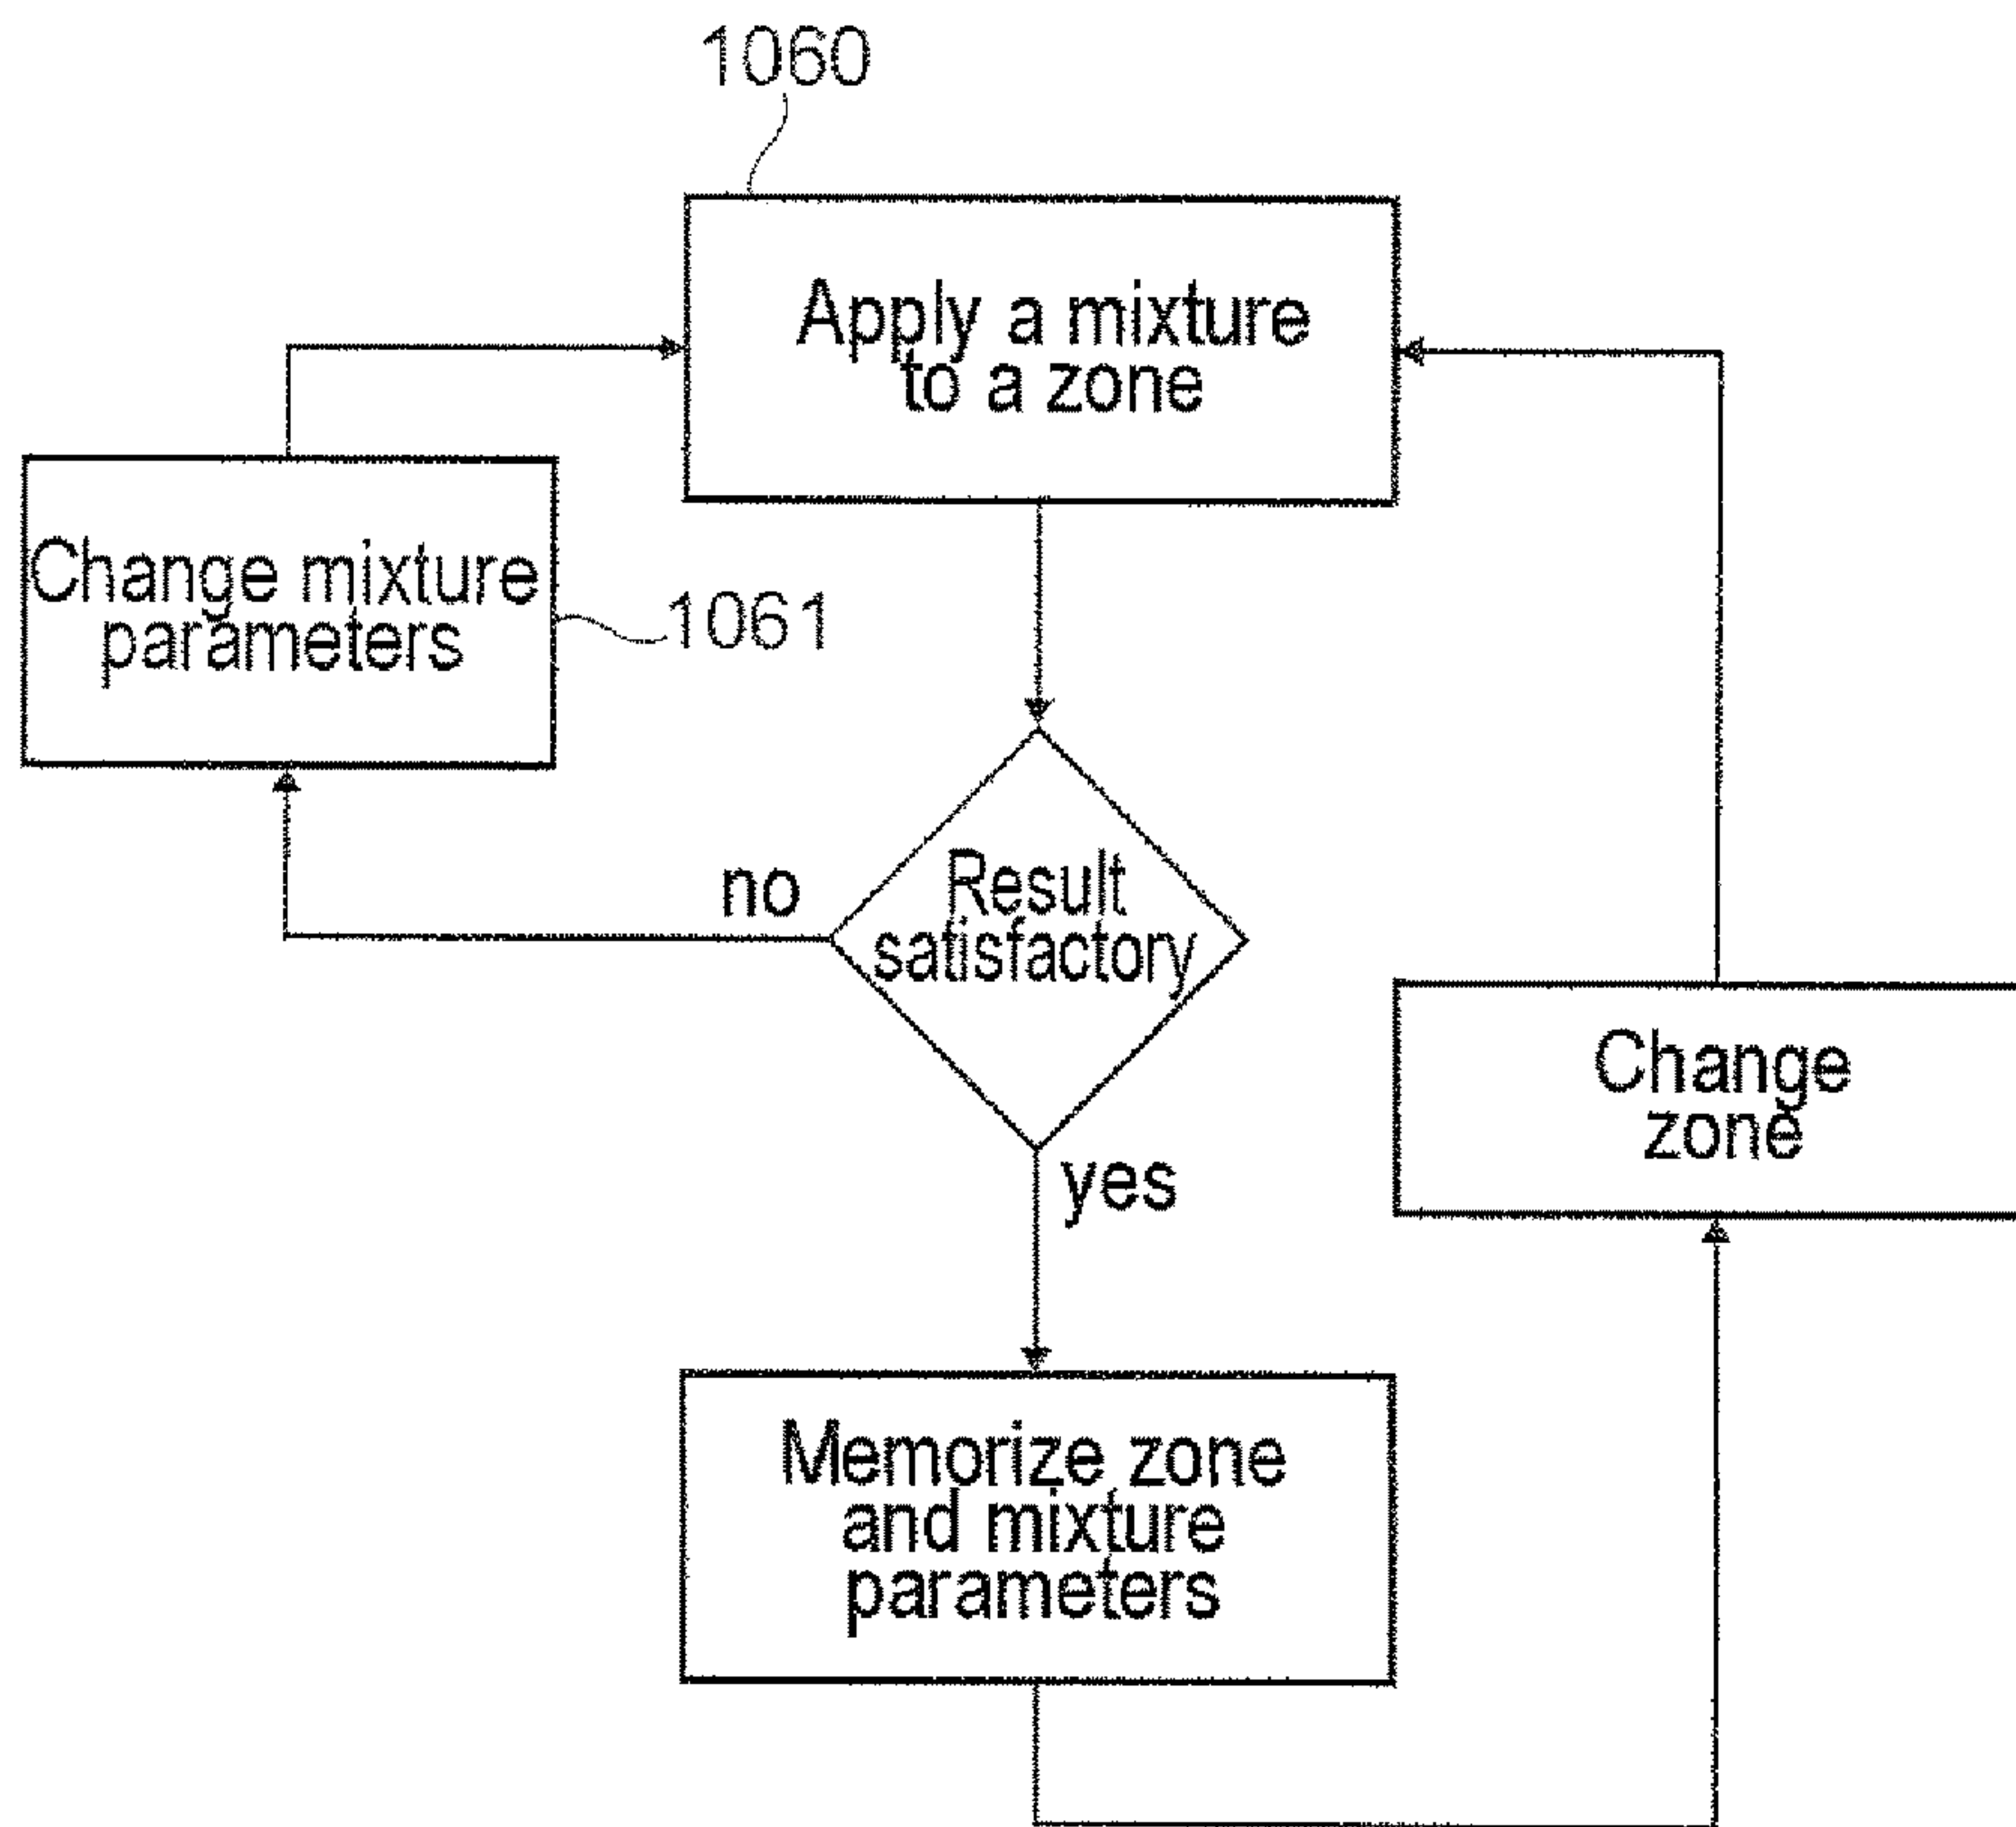 1060
Apply a mixture
to a zone
Change mixture
parameters
1061
Result
satisfactory
no
yes
Change
zone
Memorize zone
and mixture
parameters